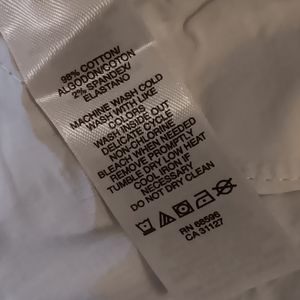 98% COTTON/
ALGODON/COTON
2% SPANDEX/
ELASTANO
MACHINE WASH COLD
WASH WITH LIKE
COLORS
WASH INSIDE OUT
DELICATE CYCLE
NON-CHLORINE
BLEACH WHEN NEEDED
REMOVE PROMPTLY
TUMBLE DRY LOW HEAT
COOL IRON IF
NECESSARY
DO NOT DRY CLEAN
RN 68596
CA 31127